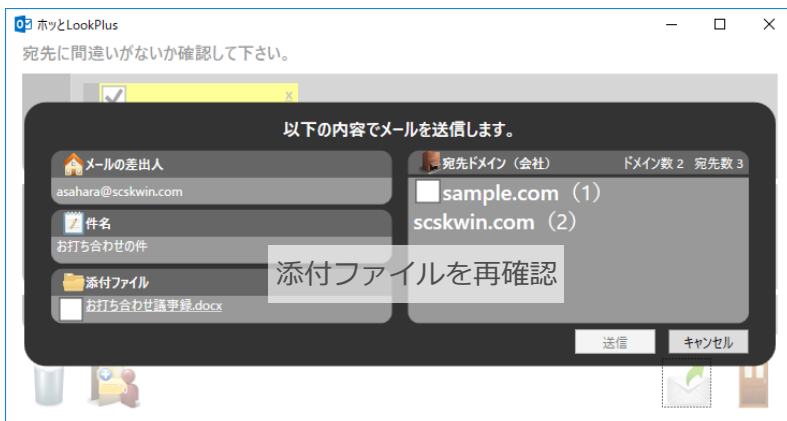 ホッとLookPlus
宛先に間違いがないか確認して下さい。
x
以下の内容でメールを送信します。
メールの差出人
asahara@scskwin.com
件名
お打ち合わせの件
添付ファイル
お打ち合わせ議事録.docx
宛先ドメイン（会社） ドメイン数 2 宛先数 3
sample.com（1）
scskwin.com（2）
添付ファイルを再確認
送信 キャンセル